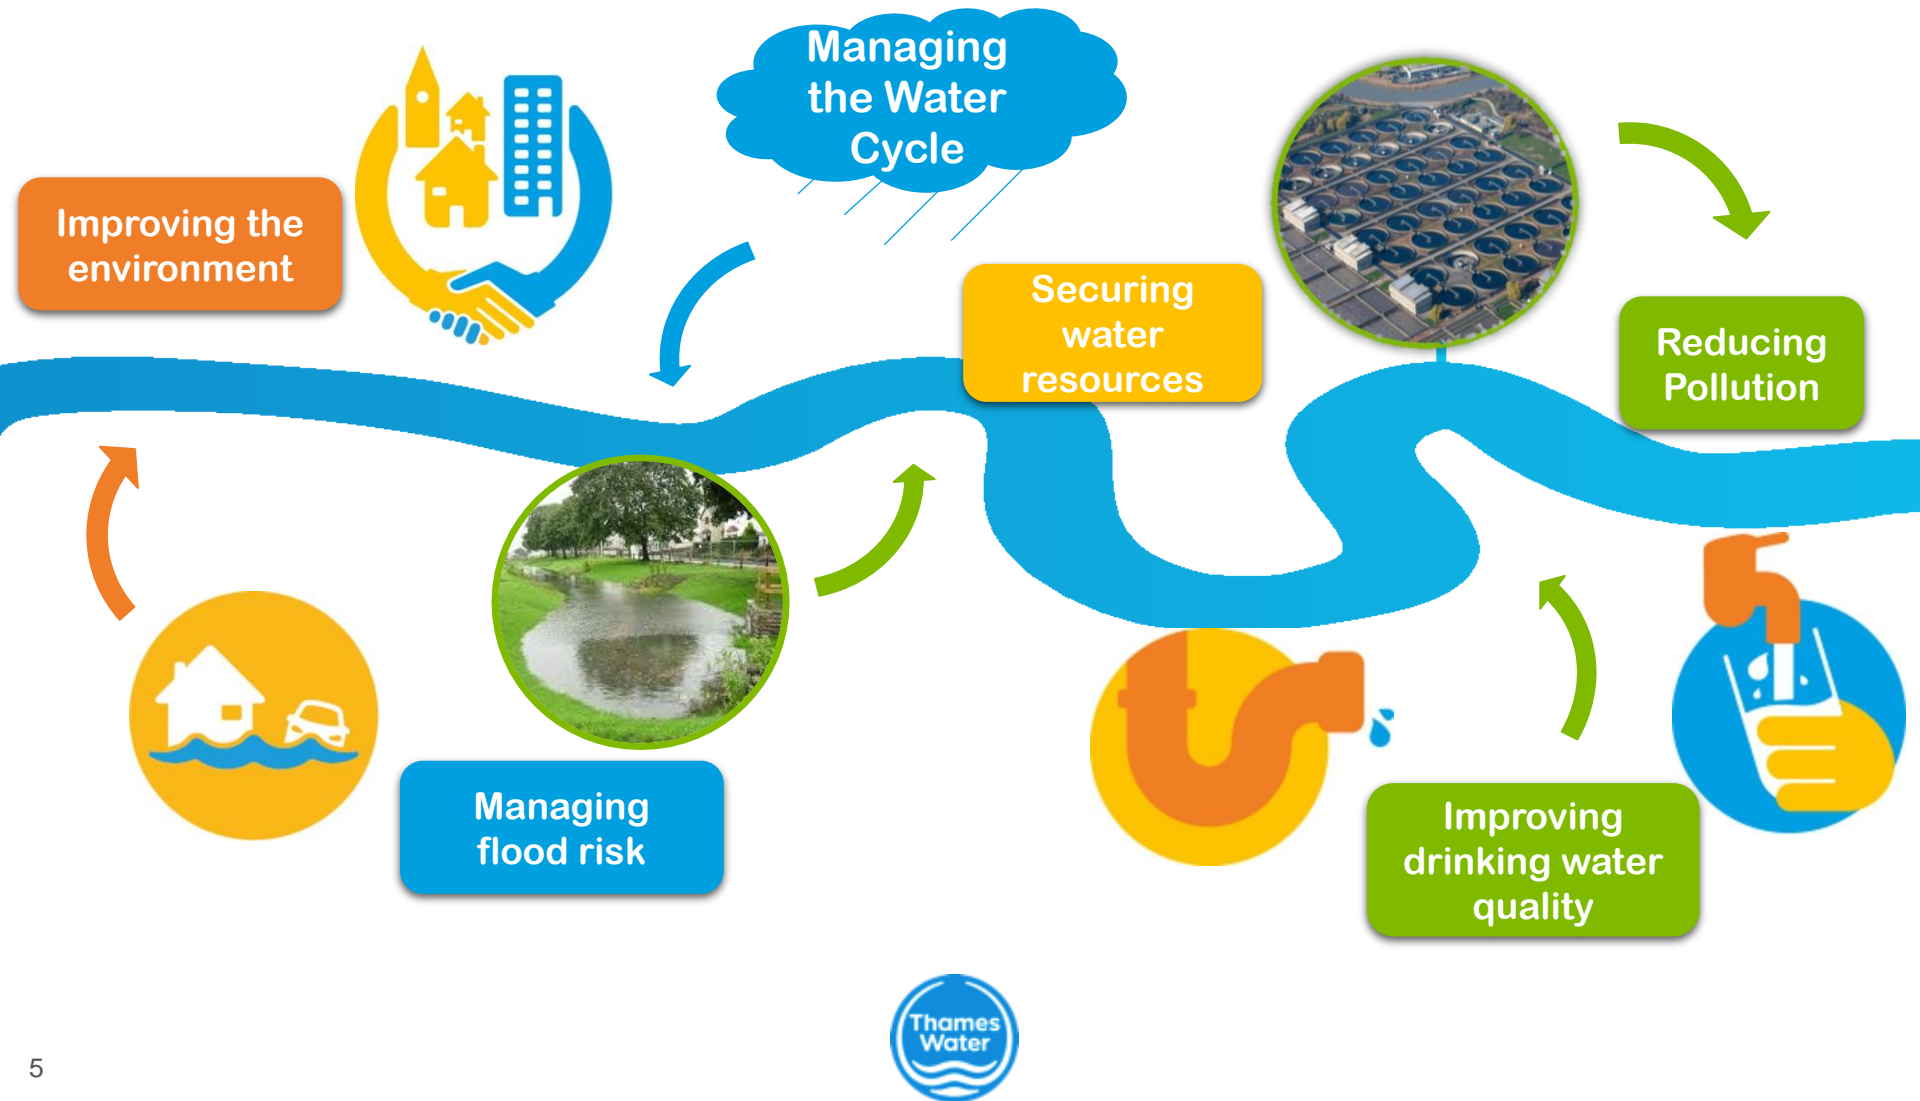 Managing
the Water
Cycle
Improving the
environment
Securing
water
resources
Reducing
Pollution
Managing
flood risk
Improving
drinking water
quality
Thames
Water
5